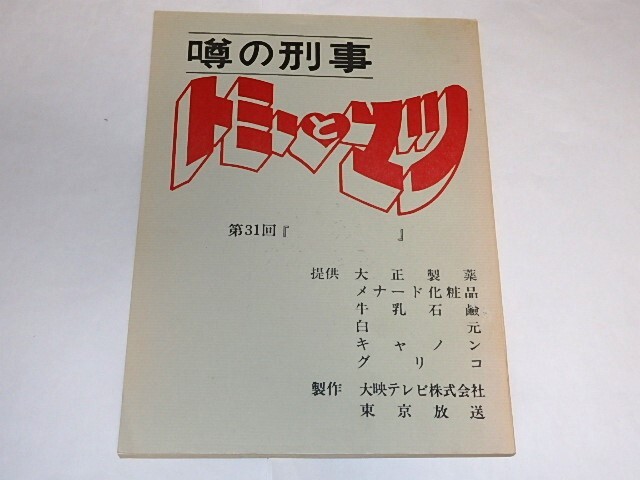 噂の刑事
トミーとマツ
第31回『　　　　　』
提供 大正製薬
メナード化粧品
牛乳石鹸
白元
キヤノン
グリコ
製作 大映テレビ株式会社
東京放送